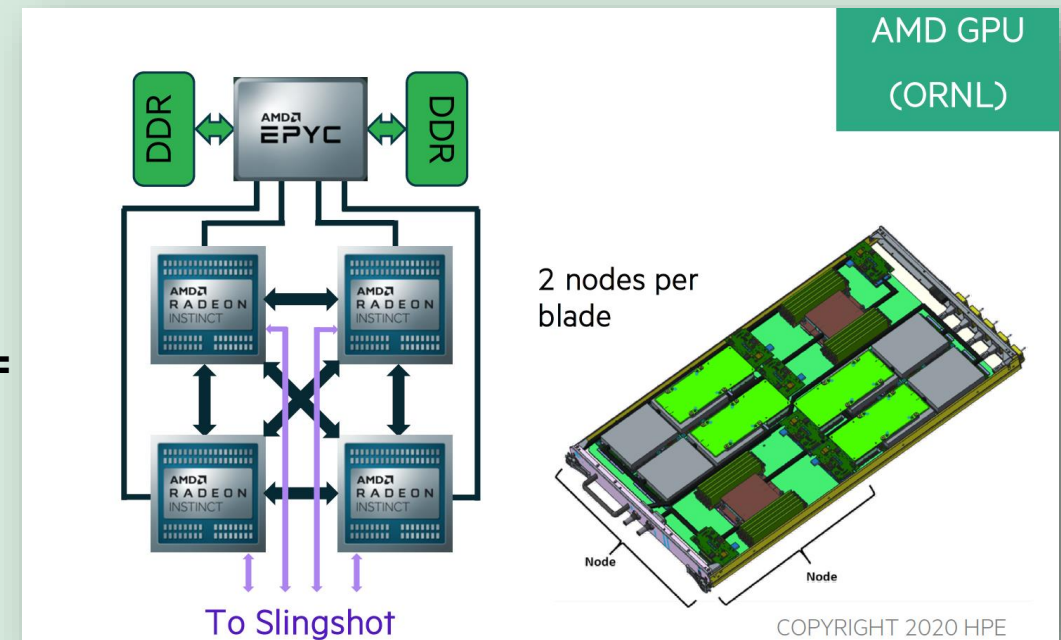 AMD GPU
(ORNL)
DDR
AMD
EPYC
DDR
AMD
RADEON
INSTINCT
AMD
RADEON
INSTINCT
2 nodes per
blade
=
AMD
RADEON
INSTINCT
AMD
RADEON
INSTINCT
Node
Node
To Slingshot
COPYRIGHT 2020 HPE